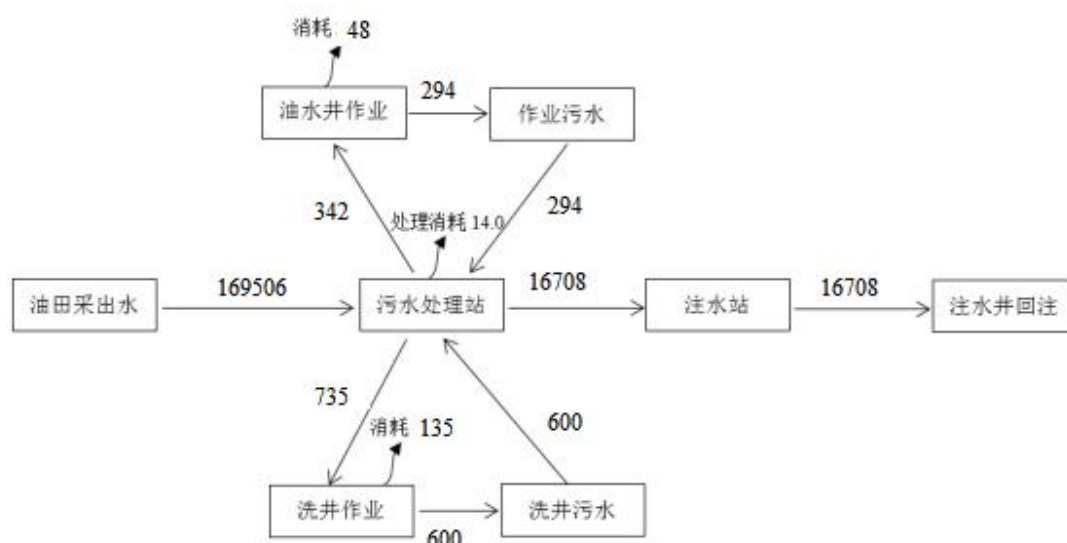 消耗 48
油水井作业
294
作业污水
342
处理消耗 14.0
294
油田采出水
169506
污水处理站
16708
注水站
16708
注水井回注
735
消耗 135
600
洗井作业
600
洗井污水